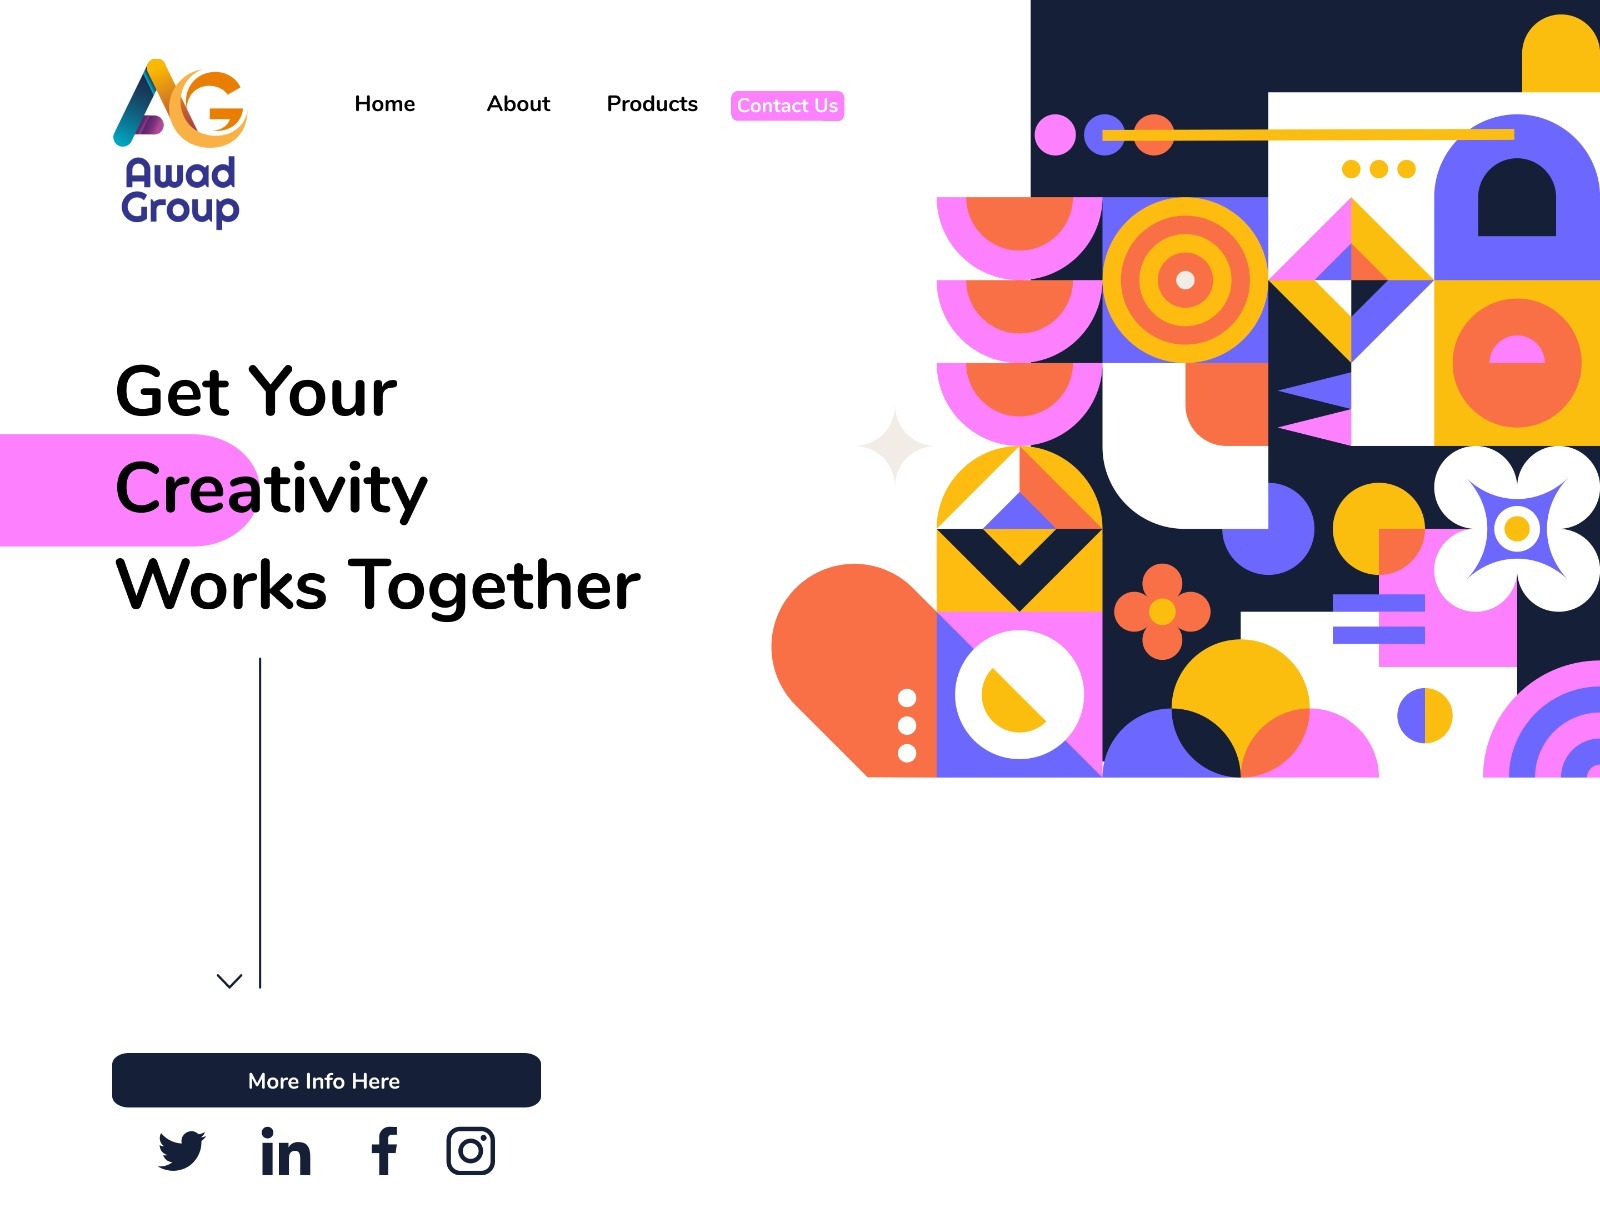 AG
Awad
Group
Home About Products Contact Us
Get Your
Creativity
Works Together
More Info Here